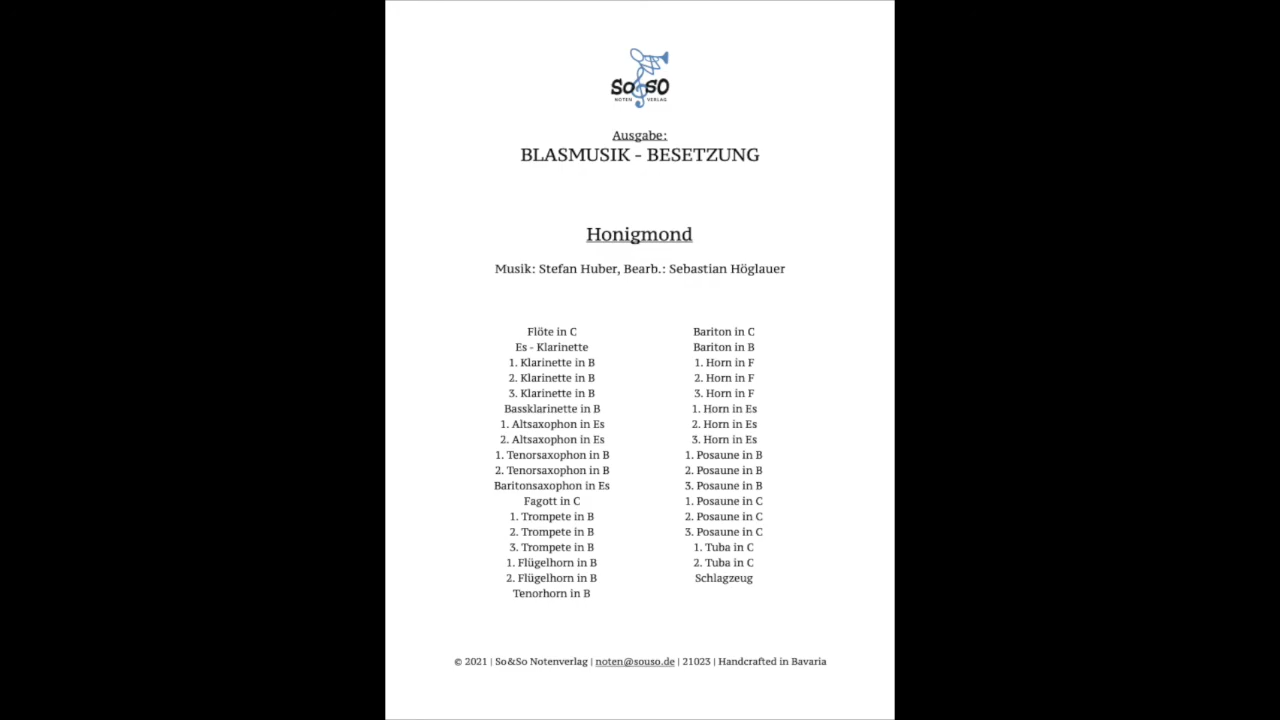 So&SO
NOTEN VERLAG
Ausgabe:
BLASMUSIK - BESETZUNG
Honigmond
Musik: Stefan Huber, Bearb.: Sebastian Höglauer
Flöte in C
Es - Klarinette
1. Klarinette in B
2. Klarinette in B
3. Klarinette in B
Bassklarinette in B
1. Altsaxophon in Es
2. Altsaxophon in Es
1. Tenorsaxophon in B
2. Tenorsaxophon in B
Baritonsaxophon in Es
Fagott in C
1. Trompete in B
2. Trompete in B
3. Trompete in B
1. Flügelhorn in B
2. Flügelhorn in B
Tenorhorn in B
Bariton in C
Bariton in B
1. Horn in F
2. Horn in F
3. Horn in F
1. Horn in Es
2. Horn in Es
3. Horn in Es
1. Posaune in B
2. Posaune in B
3. Posaune in B
1. Posaune in C
2. Posaune in C
3. Posaune in C
1. Tuba in C
2. Tuba in C
Schlagzeug
© 2021 | So&So Notenverlag | noten@souso.de | 21023 | Handcrafted in Bavaria